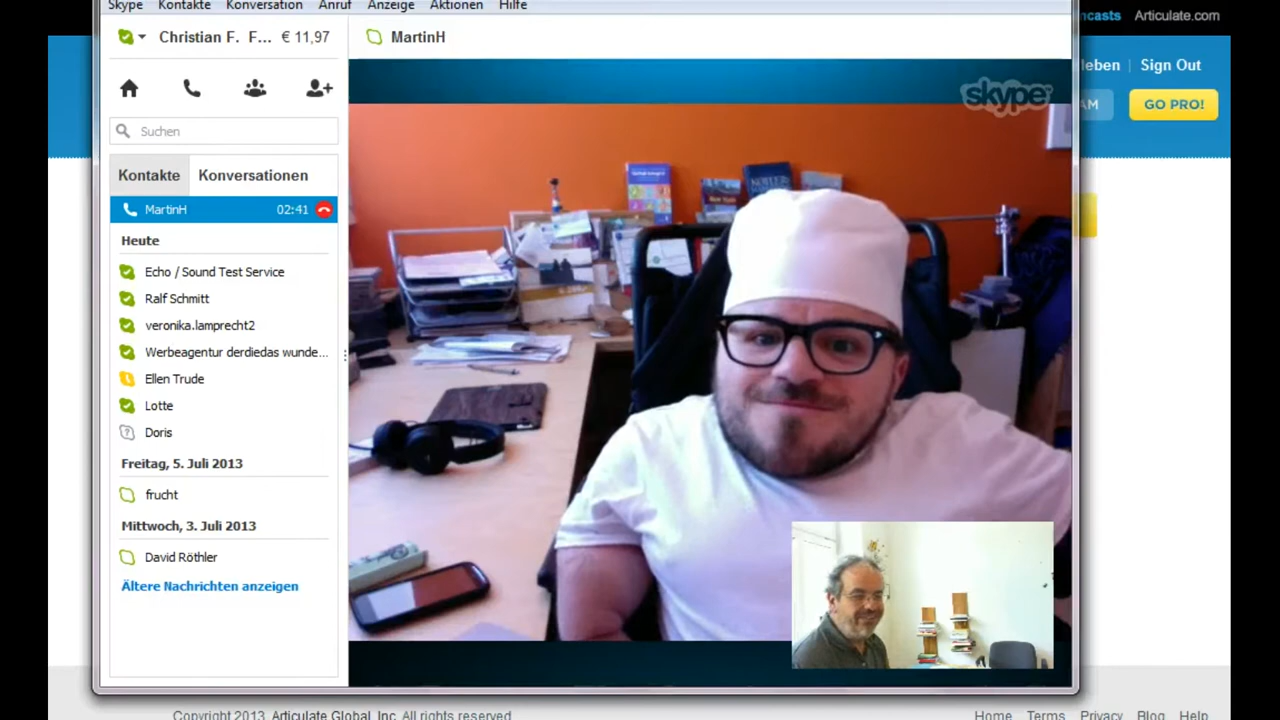 Skype Kontakte Konversation Anruf Anzeige Aktionen Hilfe
ncasts Articulate.com
Christian F. F... € 11,97
MartinH
leben | Sign Out
skype
AM
GO PRO!
Suchen
Kontakte Konversationen
MartinH 02:41
Heute
Echo / Sound Test Service
Ralf Schmitt
veronika.lamprecht2
Werbeagentur derdiedas wunde...
Ellen Trude
Lotte
Doris
Freitag, 5. Juli 2013
frucht
Mittwoch, 3. Juli 2013
David Röthler
Ältere Nachrichten anzeigen
Copyright 2013 Articulate Global, Inc. All rights reserved
Home Terms Privacy Blog Help